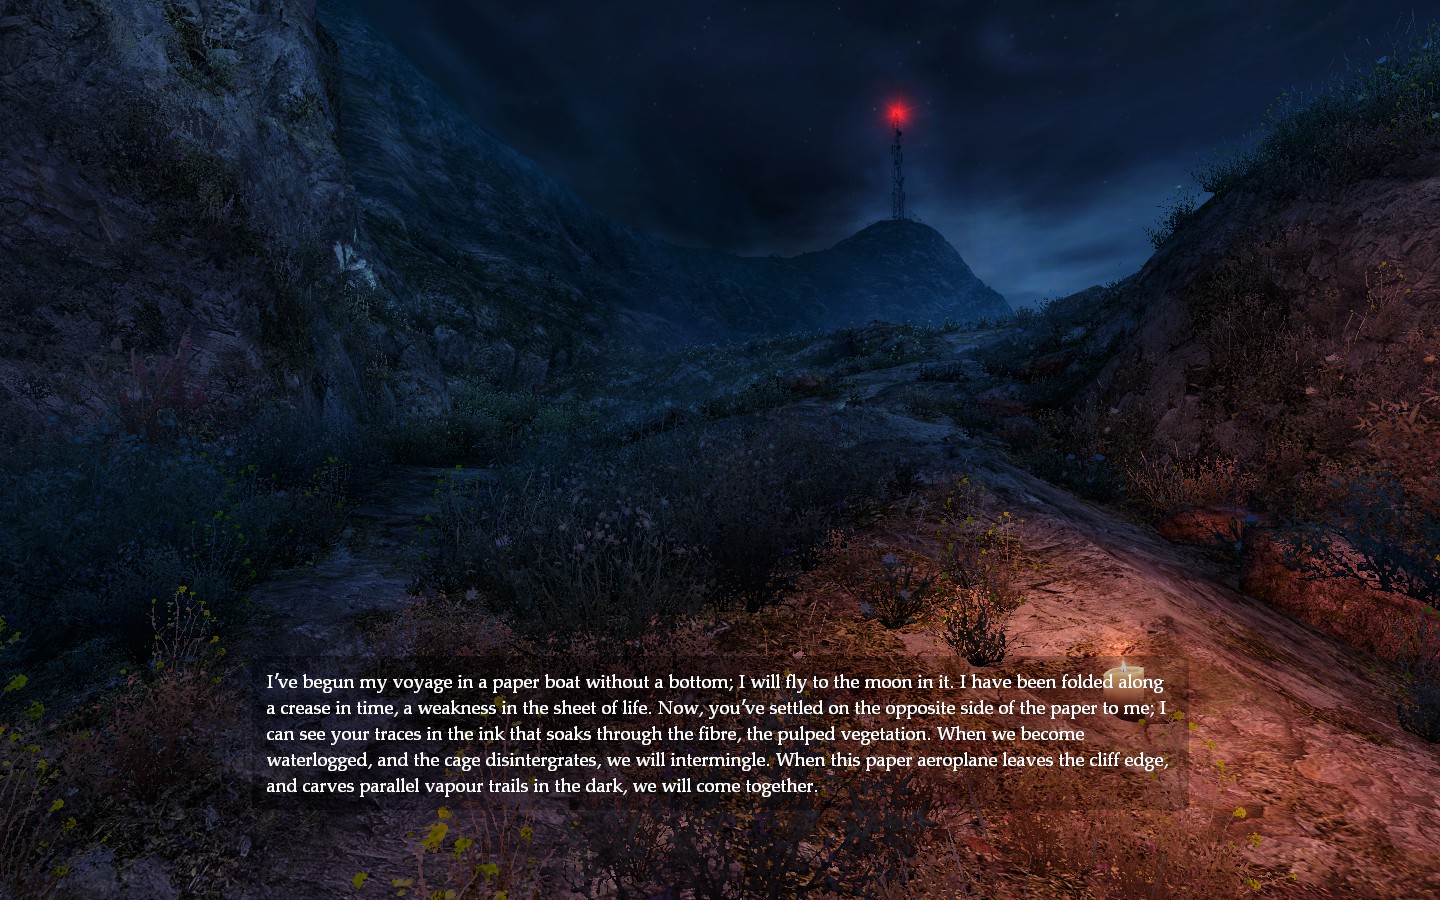 I've begun my voyage in a paper boat without a bottom; I will fly to the moon in it. I have been folded along
a crease in time, a weakness in the sheet of life. Now, you've settled on the opposite side of the paper to me; I
can see your traces in the ink that soaks through the fibre, the pulped vegetation. When we become
waterlogged, and the cage disintergrates, we will intermingle. When this paper aeroplane leaves the cliff edge,
and carves parallel vapour trails in the dark, we will come together.